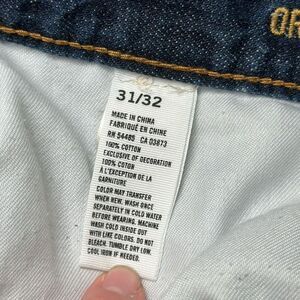 OR
31/32
MADE IN CHINA
FABRIQUÉ EN CHINE
RN 54485 CA 03873
100% COTTON
EXCLUSIVE OF DECORATION
100% COTON
À L'EXCEPTION DE LA
GARNITURE
COLOR MAY TRANSFER
WHEN NEW. WASH ONCE
SEPARATELY IN COLD WATER
BEFORE WEARING. MACHINE
WASH COLD INSIDE OUT
WITH LIKE COLORS. DO NOT
BLEACH. TUMBLE DRY LOW.
COOL IRON IF NEEDED.